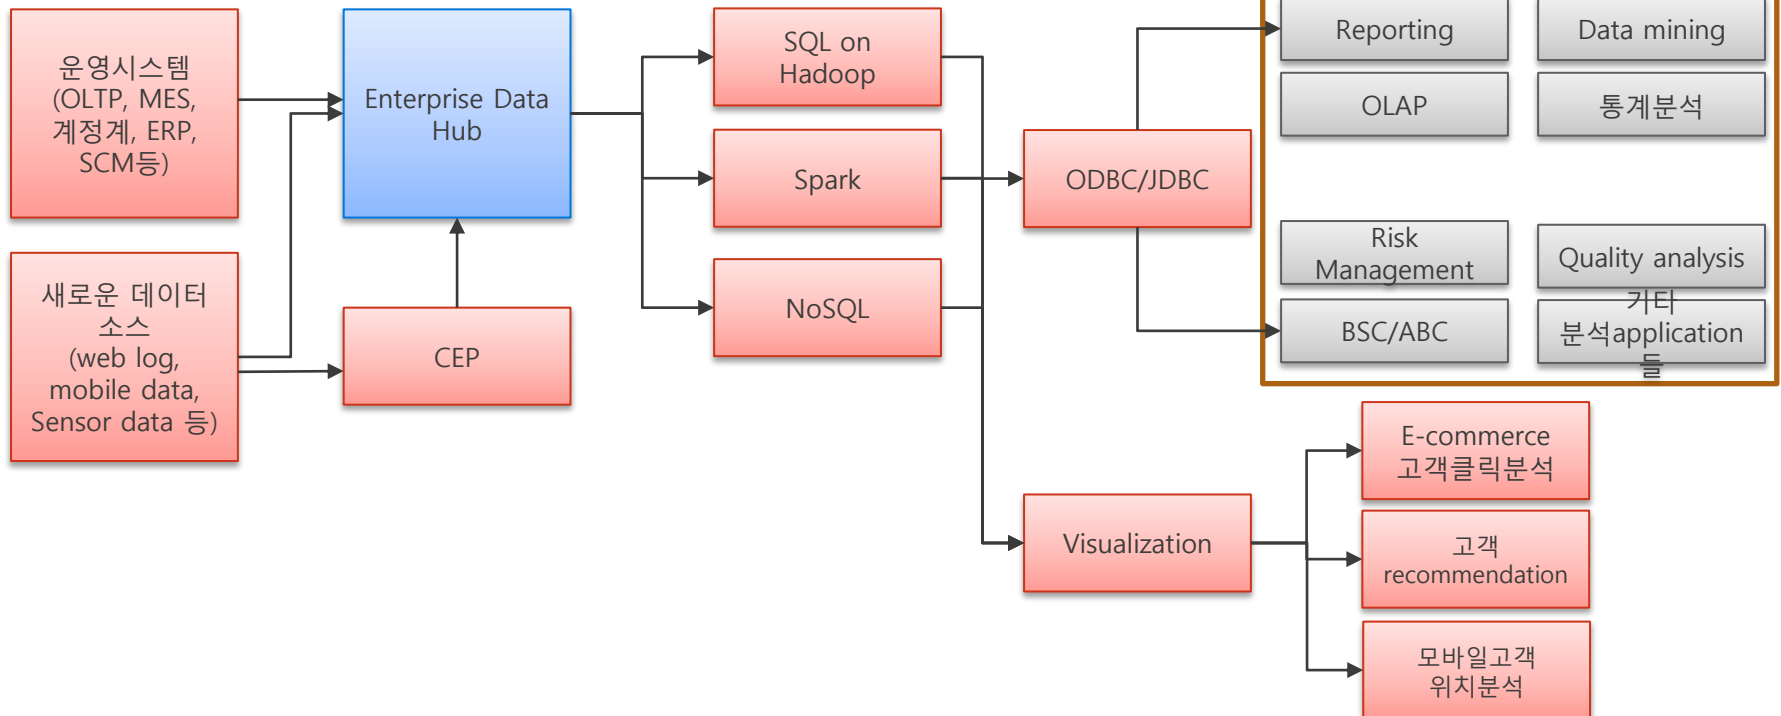 운영시스템
(OLTP, MES,
계정계, ERP,
SCM등)
새로운 데이터
소스
(web log,
mobile data,
Sensor data 등)
Enterprise Data
Hub
CEP
SQL on
Hadoop
Spark
NoSQL
ODBC/JDBC
Visualization
Reporting
Data mining
OLAP
통계분석
Risk
Management
Quality analysis
BSC/ABC
기타
분석application
들
E-commerce
고객클릭분석
고객
recommendation
모바일고객
위치분석